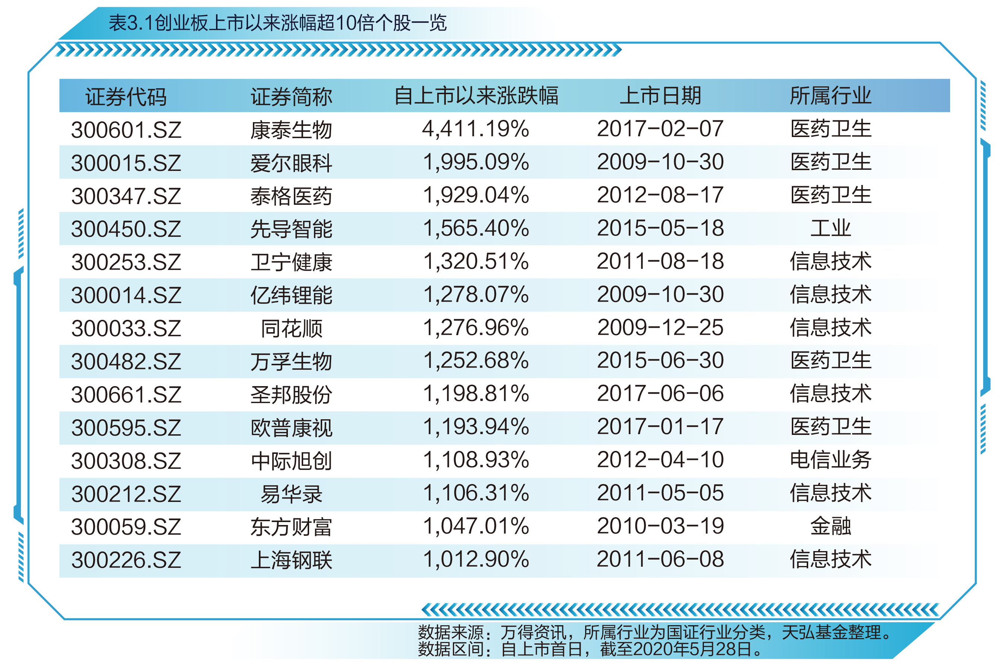 表3.1创业板上市以来涨幅超10倍个股一览
证券代码 证券简称 自上市以来涨跌幅 上市日期 所属行业
300601.SZ 康泰生物 4,411.19% 2017-02-07 医药卫生
300015.SZ 爱尔眼科 1,995.09% 2009-10-30 医药卫生
300347.SZ 泰格医药 1,929.04% 2012-08-17 医药卫生
300450.SZ 先导智能 1,565.40% 2015-05-18 工业
300253.SZ 卫宁健康 1,320.51% 2011-08-18 信息技术
300014.SZ 亿纬锂能 1,278.07% 2009-10-30 信息技术
300033.SZ 同花顺 1,276.96% 2009-12-25 信息技术
300482.SZ 万孚生物 1,252.68% 2015-06-30 医药卫生
300661.SZ 圣邦股份 1,198.81% 2017-06-06 信息技术
300595.SZ 欧普康视 1,193.94% 2017-01-17 医药卫生
300308.SZ 中际旭创 1,108.93% 2012-04-10 电信业务
300212.SZ 易华录 1,106.31% 2011-05-05 信息技术
300059.SZ 东方财富 1,047.01% 2010-03-19 金融
300226.SZ 上海钢联 1,012.90% 2011-06-08 信息技术
数据来源：万得资讯，所属行业为国证行业分类，天弘基金整理。
数据区间：自上市首日，截至2020年5月28日。